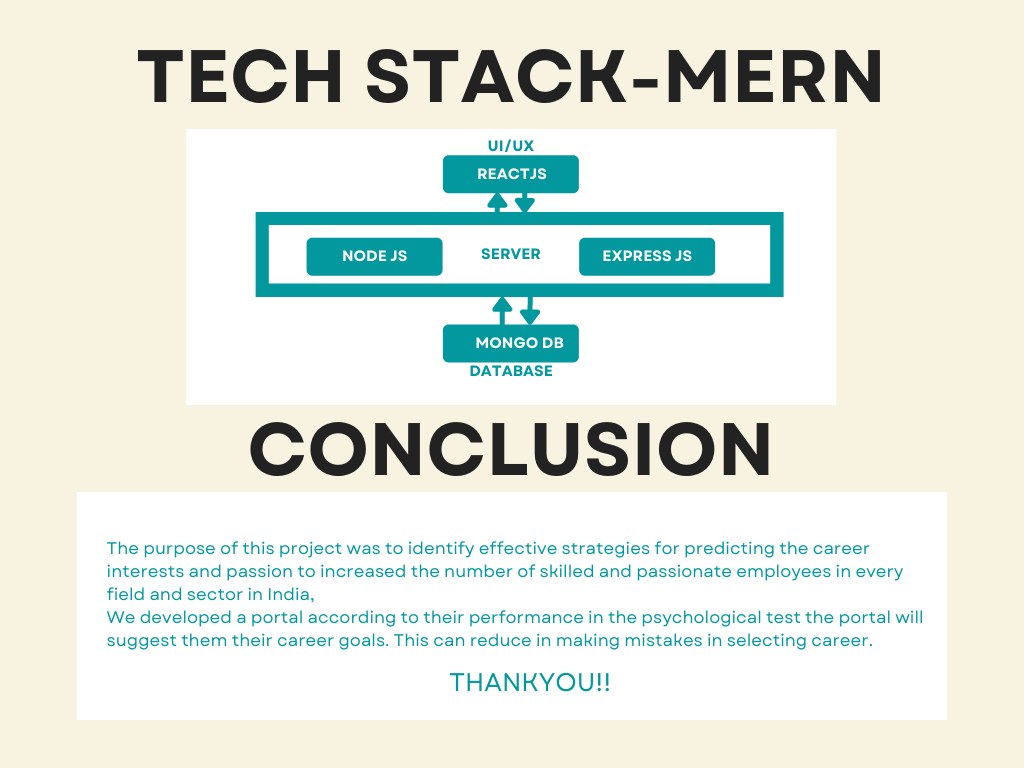 TECH STACK-MERN
UI/UX
REACTJS
NODE JS
SERVER
EXPRESS JS
MONGO DB
DATABASE
CONCLUSION
The purpose of this project was to identify effective strategies for predicting the career
interests and passion to increased the number of skilled and passionate employees in every
field and sector in India,
We developed a portal according to their performance in the psychological test the portal will
suggest them their career goals. This can reduce in making mistakes in selecting career.
THANKYOU!!